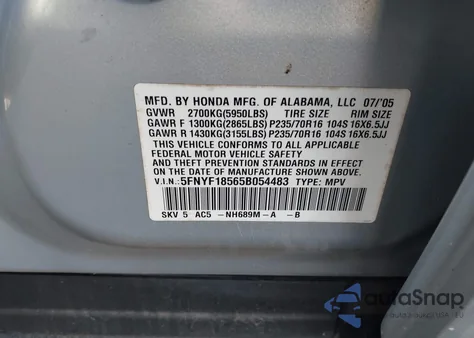 MFD. BY HONDA MFG. OF ALABAMA, LLC 07/'05
GVWR 2700KG(5950LBS) TIRE SIZE RIM SIZE
GAWR F 1300KG(2865LBS) P235/70R16 104S 16X6.5JJ
GAWR R 1430KG(3155LBS) P235/70R16 104S 16X6.5JJ
THIS VEHICLE CONFORMS TO ALL APPLICABLE
FEDERAL MOTOR VEHICLE SAFETY
AND THEFT PREVENTION STANDARDS IN EFFECT
ON THE DATE OF MANUFACTURE SHOWN ABOVE.
V.I.N.: 5FNYF18565B054483 TYPE: MPV
SKV 5 AC5 -NH689M-A -B
AutoSnap